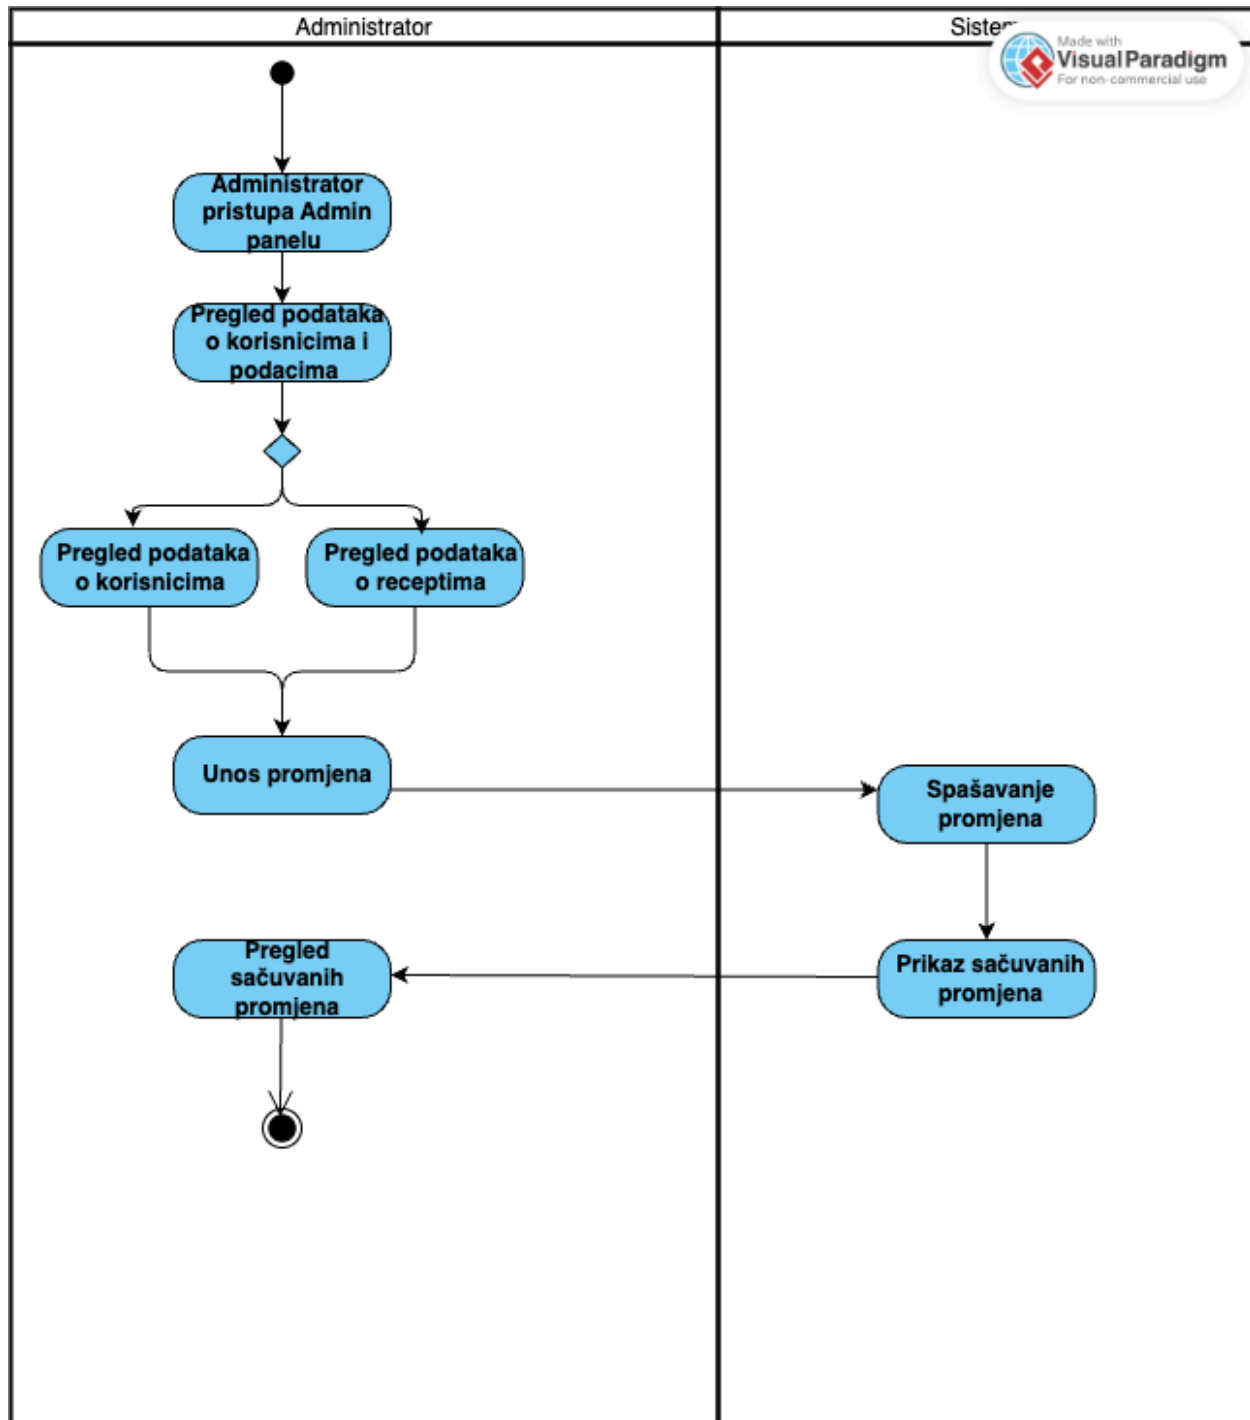 Administrator
Sistem
Made with
Visual Paradigm
For non-commercial use
Administrator
pristupa Admin
panelu
Pregled podataka
o korisnicima i
podacima
Pregled podataka
o korisnicima
Pregled podataka
o receptima
Unos promjena
Spašavanje
promjena
Pregled
sačuvanih
promjena
Prikaz sačuvanih
promjena